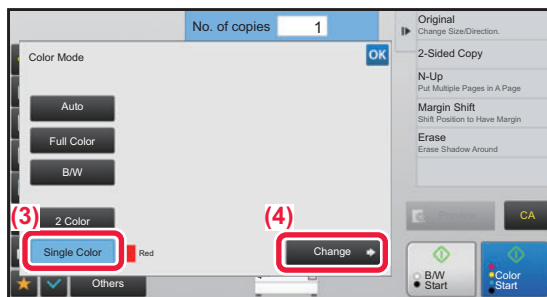 No. of copies 1
Original
Change Size/Direction.
Color Mode
OK
2-Sided Copy
N-Up
Put Multiple Pages in A Page
Auto
Margin Shift
Shift Position to Have Margin
Full Color
Erase
Erase Shadow Around
B/W
(3)
2 Color
(4)
Preview
CA
Single Color
Red
Change
B/W
Start
Color
Start
Others